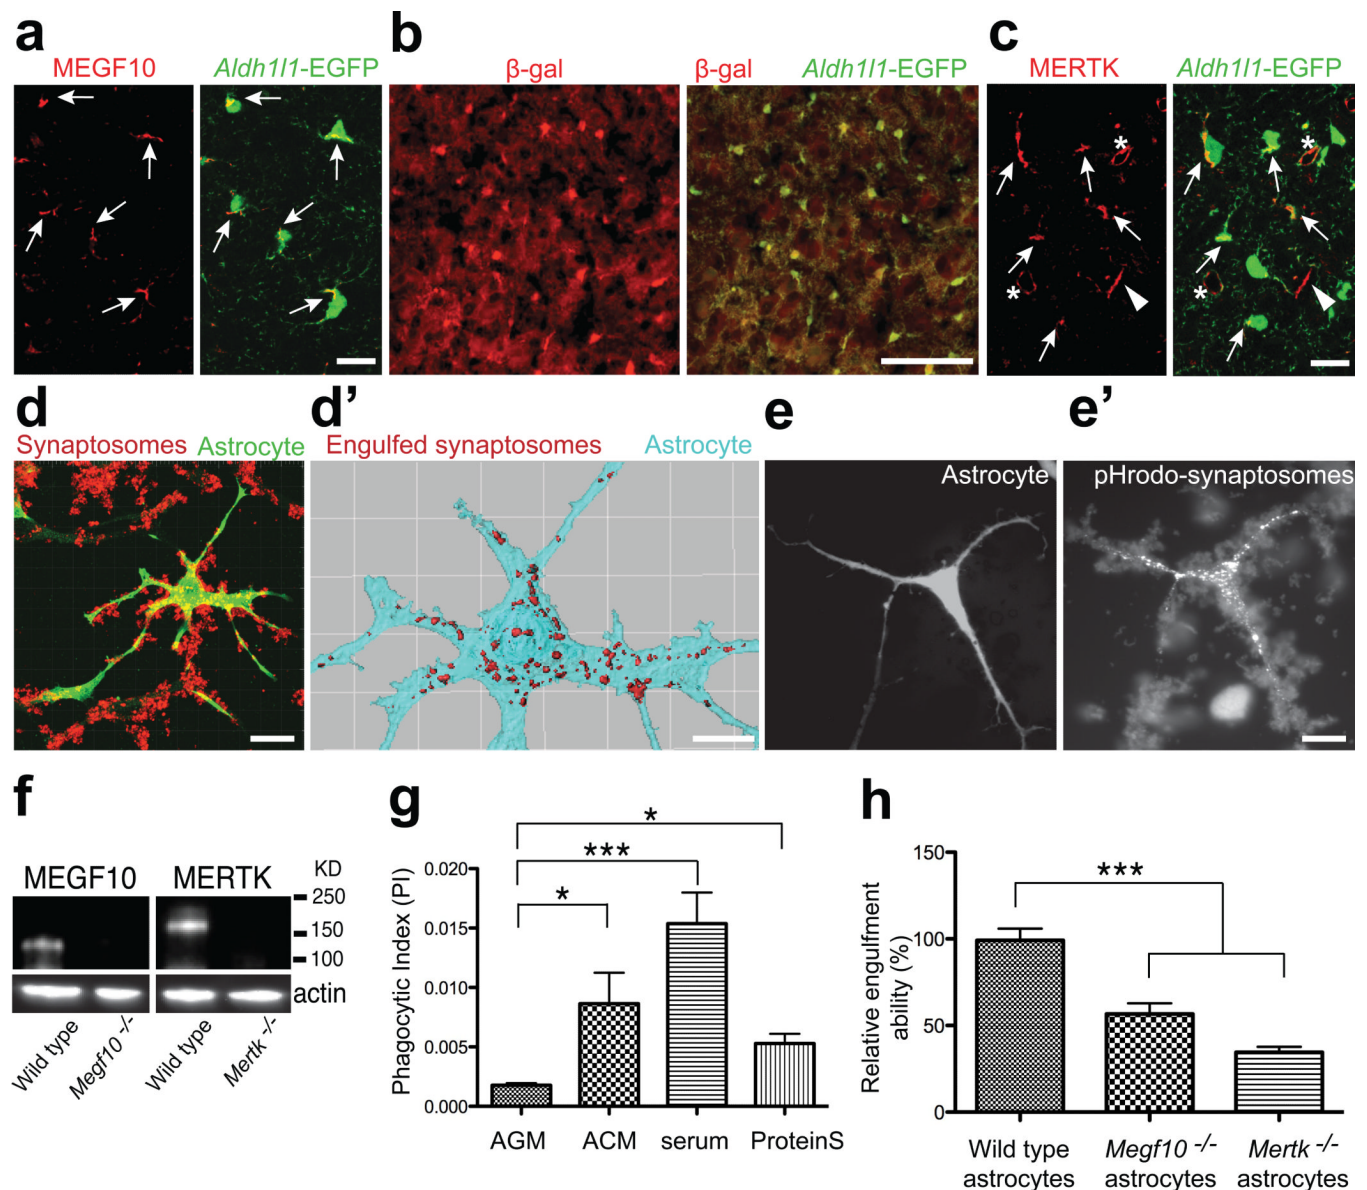 a
b
c
MEGF10
Aldh1l1-EGFP
β-gal
β-gal
Aldh1l1-EGFP
MERTK
Aldh1l1-EGFP
*
*
*
*
d
d'
e
e'
Synaptosomes
Astrocyte
Engulfed synaptosomes
Astrocyte
Astrocyte
pHrodo-synaptosomes
f
g
h
MEGF10
MERTK
KD
250
150
100
actin
Wild type
Megf10 -/-
Wild type
Mertk -/-
*
***
*
Phagocytic Index (PI)
0.020
0.015
0.010
0.005
0.000
AGM
ACM
serum
ProteinS
***
Relative engulfment
ability (%)
150
100
50
0
Wild type
astrocytes
Megf10 -/-
astrocytes
Mertk -/-
astrocytes